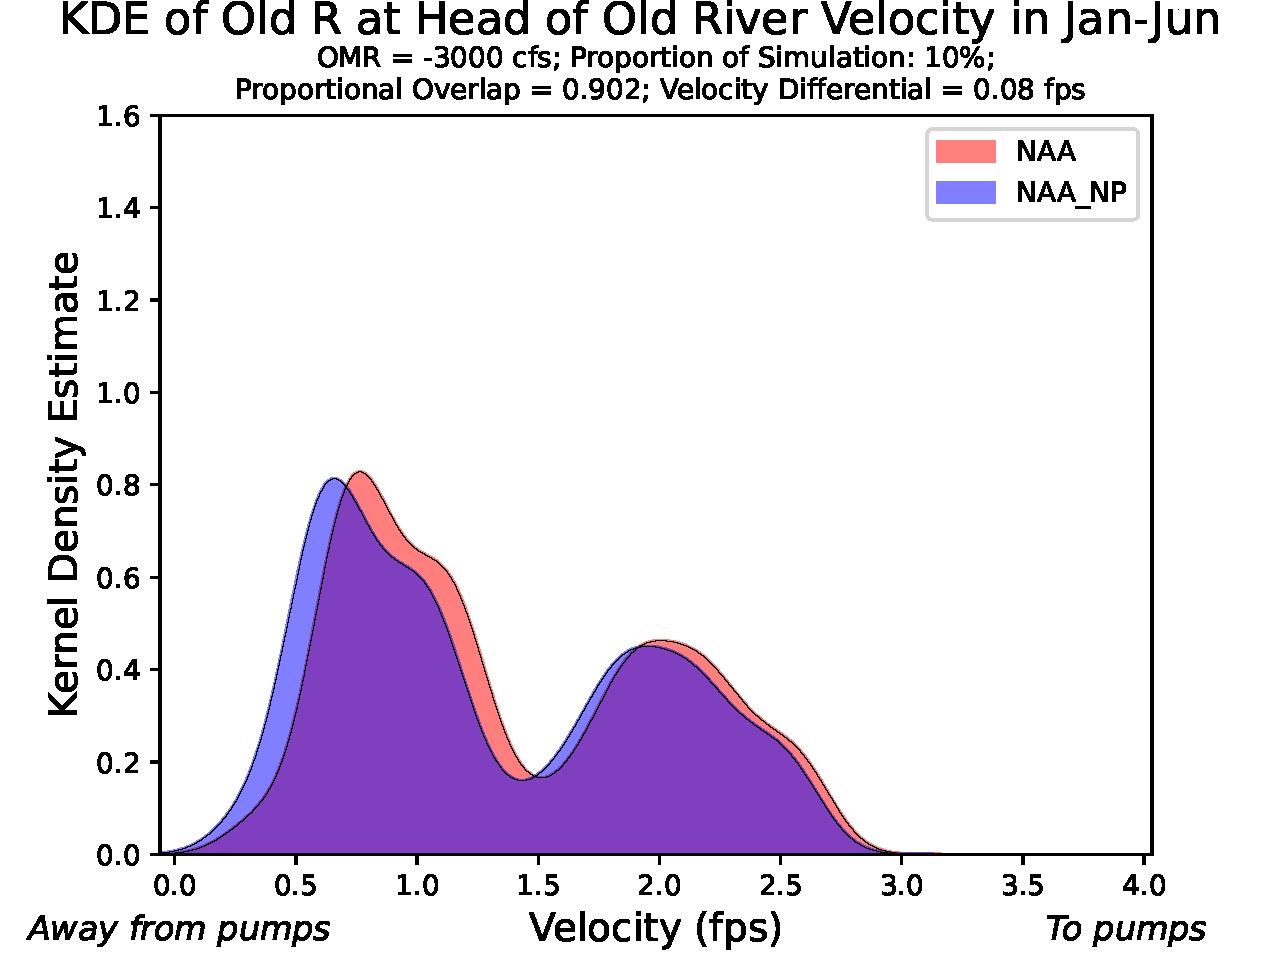 KDE of Old R at Head of Old River Velocity in Jan-Jun
OMR = -3000 cfs; Proportion of Simulation: 10%;
Proportional Overlap = 0.902; Velocity Differential = 0.08 fps
NAA
NAA_NP
Kernel Density Estimate
1.6
1.4
1.2
1.0
0.8
0.6
0.4
0.2
0.0
0.0 0.5 1.0 1.5 2.0 2.5 3.0 3.5 4.0
Away from pumps Velocity (fps) To pumps